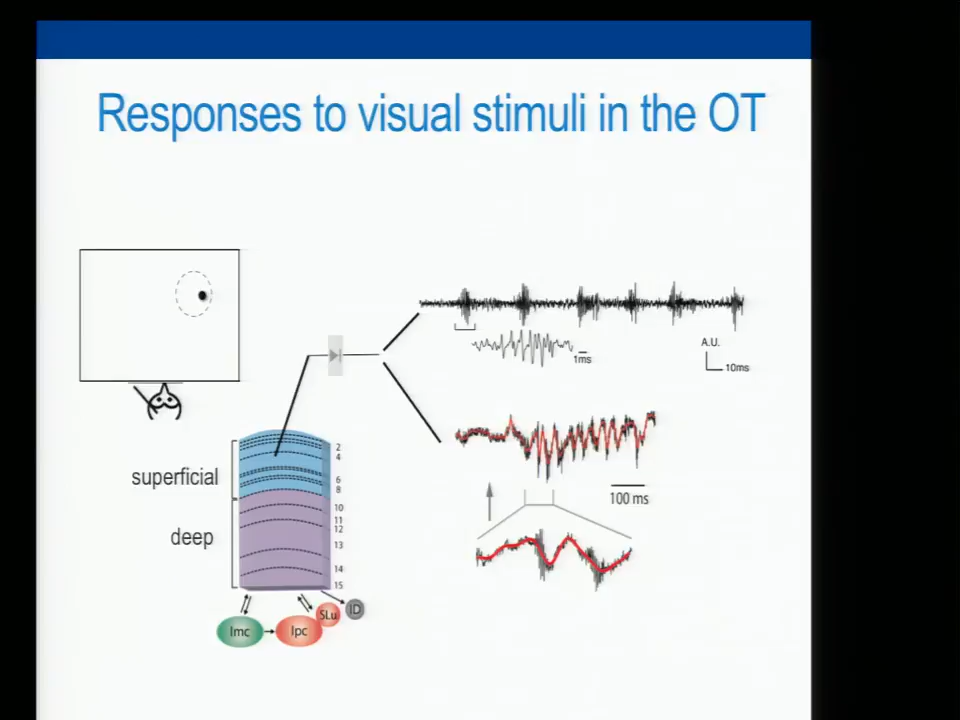 Responses to visual stimuli in the OT
A.U.
10ms
1ms
superficial
deep
2
4
6
8
10
11
12
13
14
15
100 ms
Imc
Ipc
SLu
ID